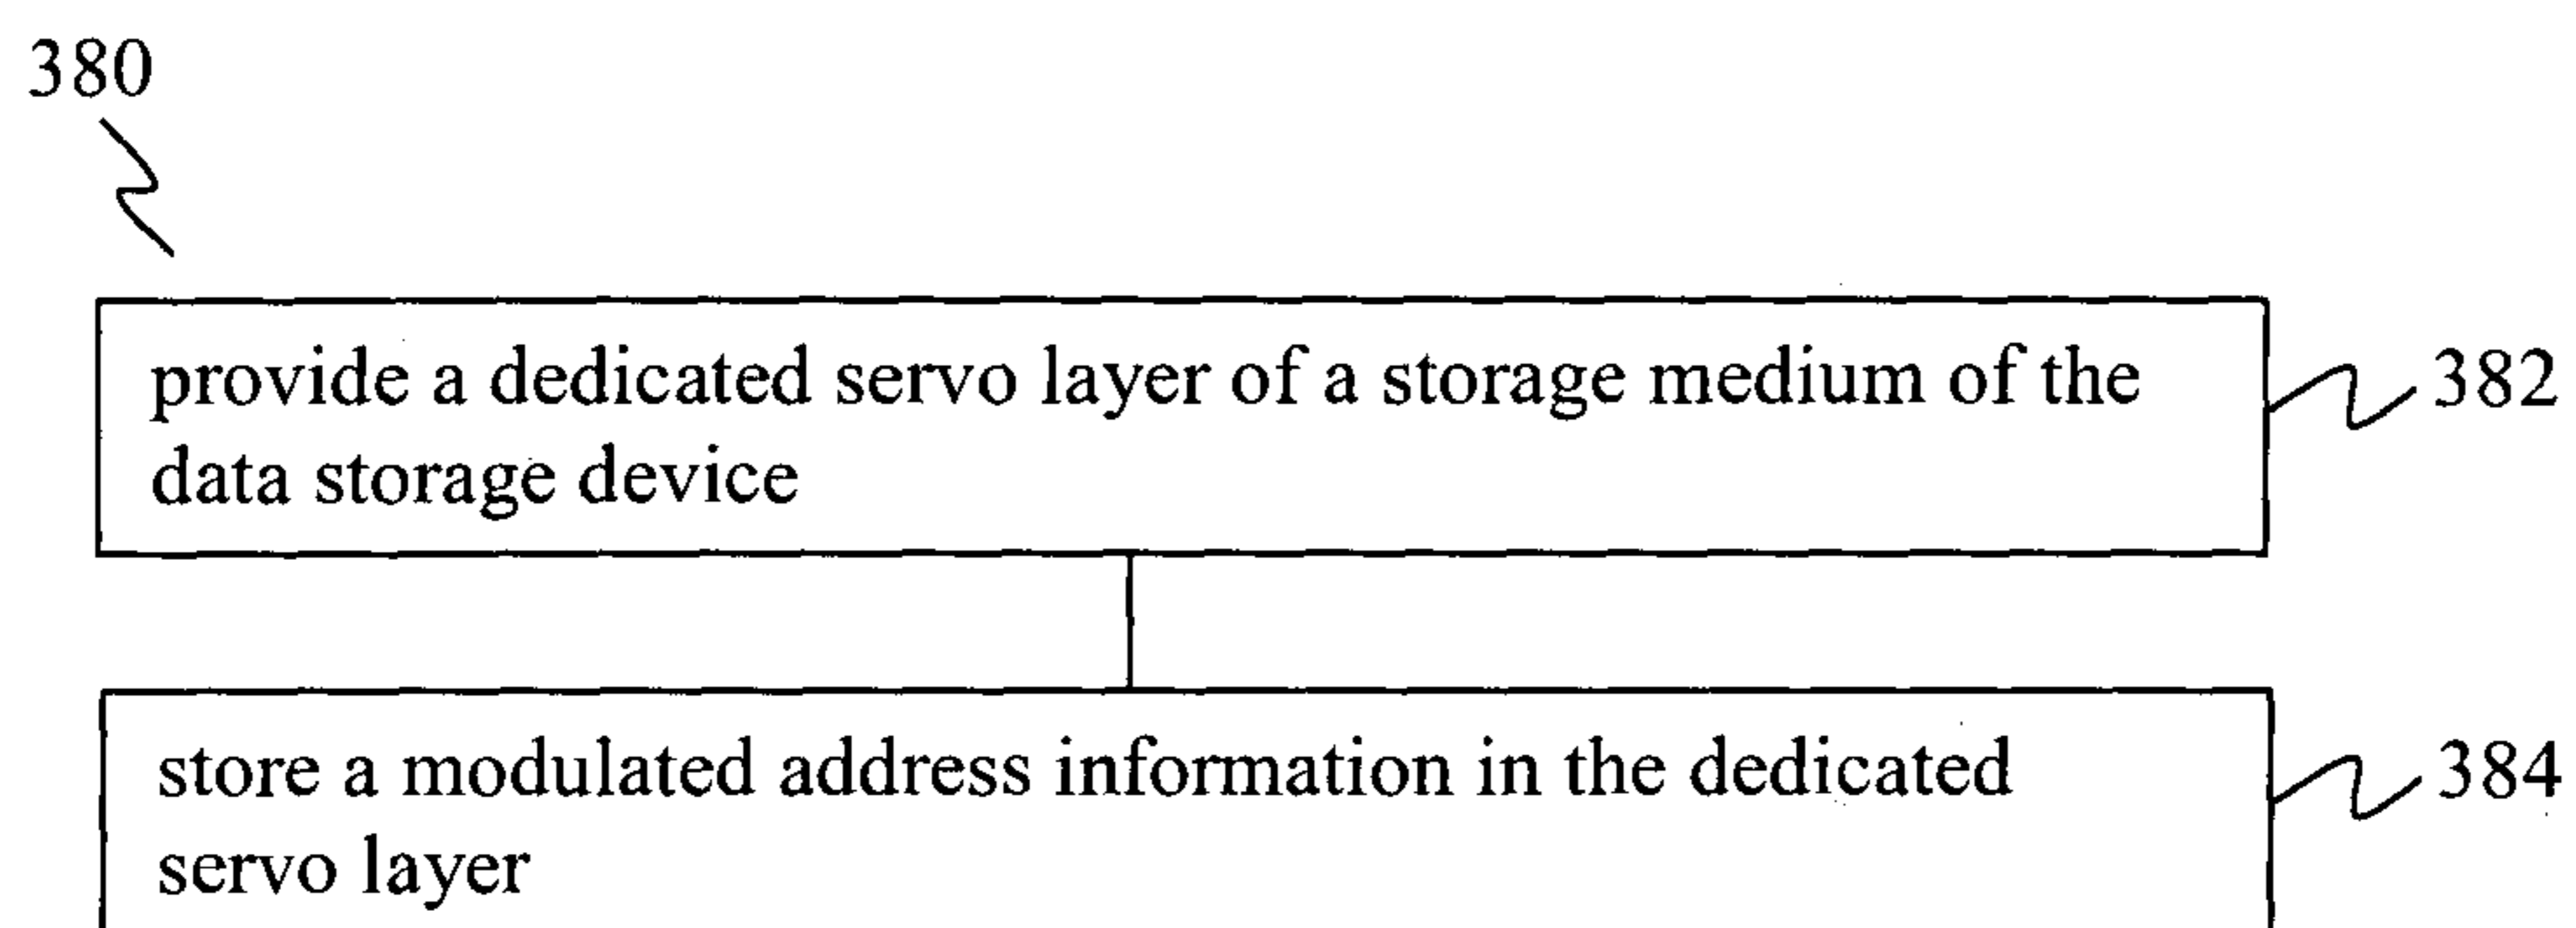 380
provide a dedicated servo layer of a storage medium of the
382
data storage device
store a modulated address information in the dedicated
384
servo layer